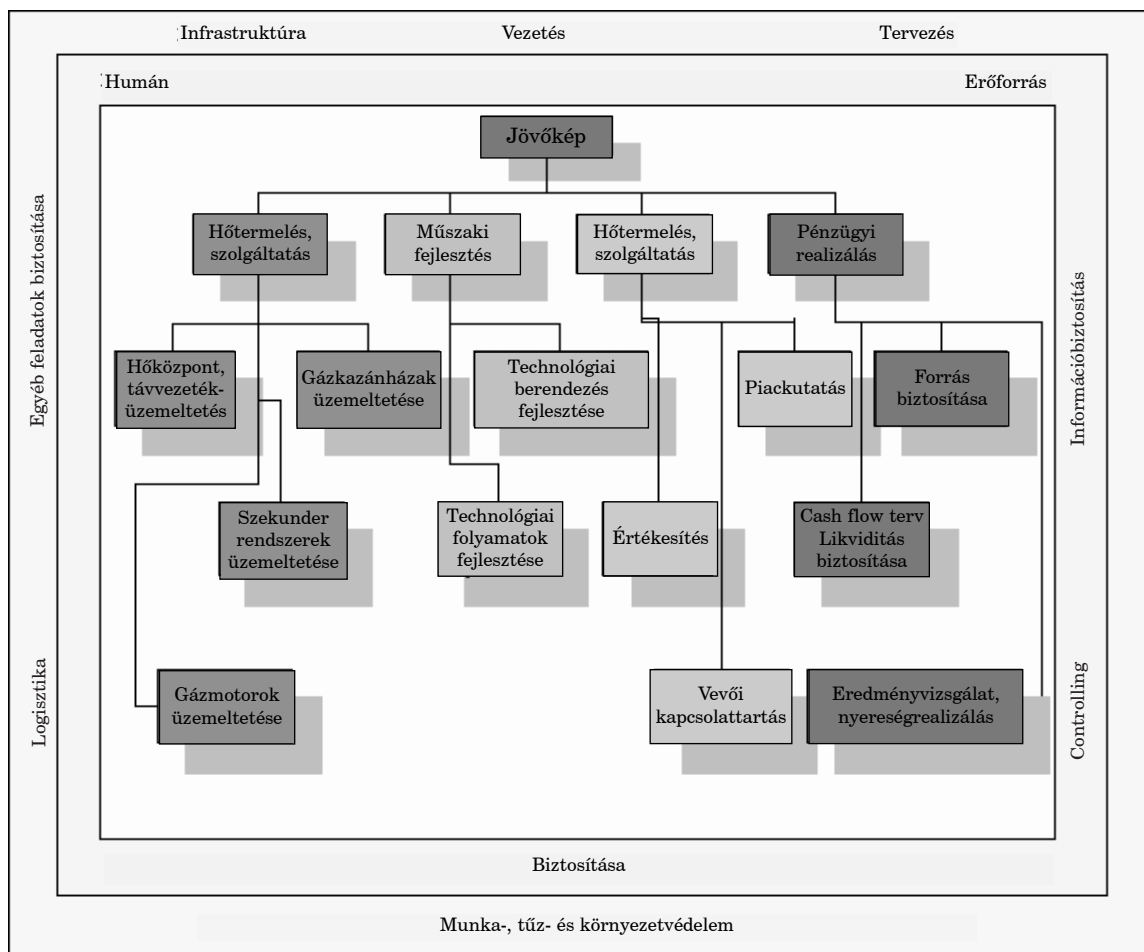 Infrastruktúra Vezetés Tervezés
Humán Erőforrás
Egyéb feladatok biztosítása
Logisztika
Jövőkép
Hőtermelés,
szolgáltatás
Műszaki
fejlesztés
Hőtermelés,
szolgáltatás
Pénzügyi
realizálás
Hőközpont,
távvezeték-
üzemeltetés
Gázkazánházak
üzemeltetése
Technológiai
berendezés
fejlesztése
Piackutatás
Forrás
biztosítása
Szekunder
rendszerek
üzemeltetése
Technológiai
folyamatok
fejlesztése
Értékesítés
Cash flow terv
Likviditás
biztosítása
Gázmotorok
üzemeltetése
Vevői
kapcsolattartás
Eredményvizsgálat,
nyereségrealizálás
Információbiztosítás
Controlling
Biztosítása
Munka-, tűz- és környezetvédelem